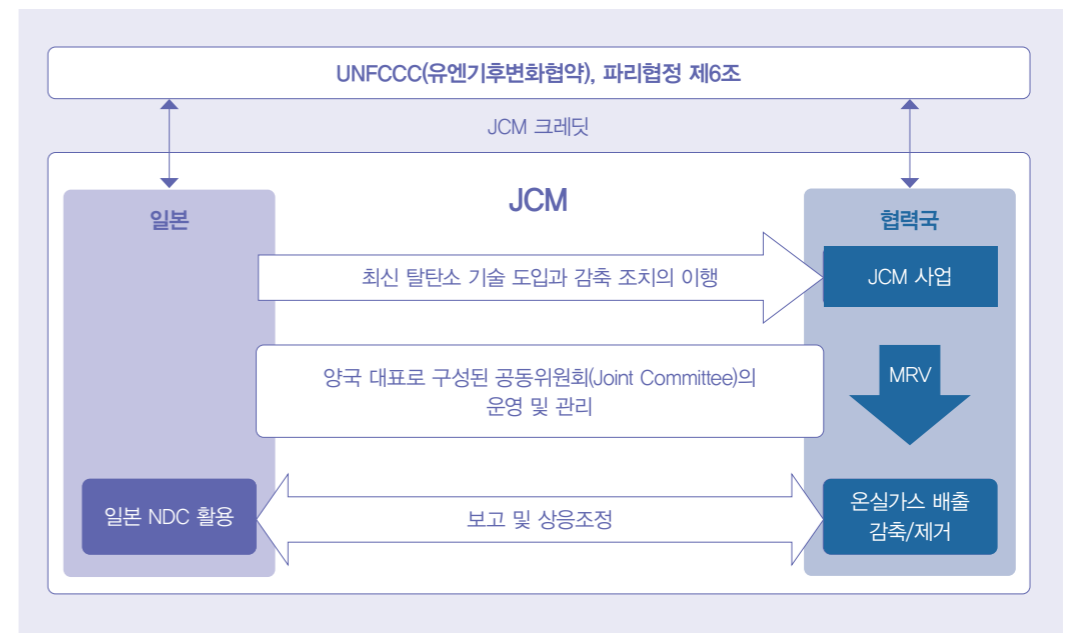 UNFCCC(유엔기후변화협약), 파리협정 제6조
JCM 크레딧
JCM
일본
협력국
최신 탈탄소 기술 도입과 감축 조치의 이행
JCM 사업
양국 대표로 구성된 공동위원회(Joint Committee)의
운영 및 관리
MRV
일본 NDC 활용
보고 및 상응조정
온실가스 배출
감축/제거